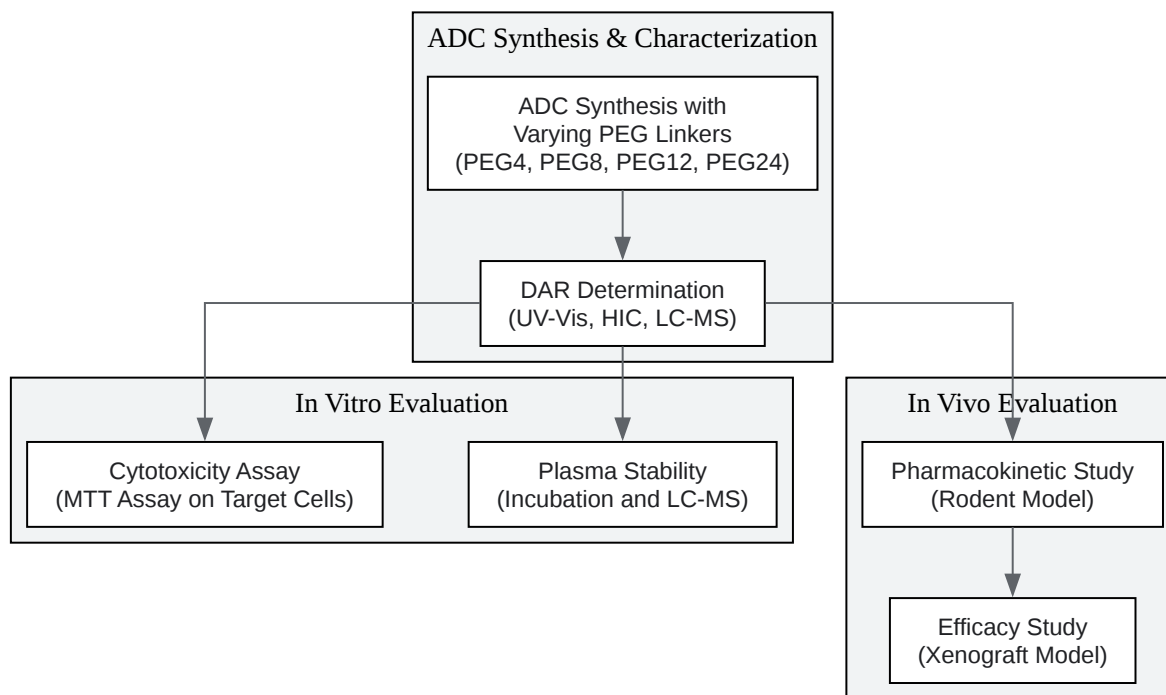 ADC Synthesis & Characterization
ADC Synthesis with
Varying PEG Linkers
(PEG4, PEG8, PEG12, PEG24)
DAR Determination
(UV-Vis, HIC, LC-MS)
In Vitro Evaluation
Cytotoxicity Assay
(MTT Assay on Target Cells)
Plasma Stability
(Incubation and LC-MS)
In Vivo Evaluation
Pharmacokinetic Study
(Rodent Model)
Efficacy Study
(Xenograft Model)